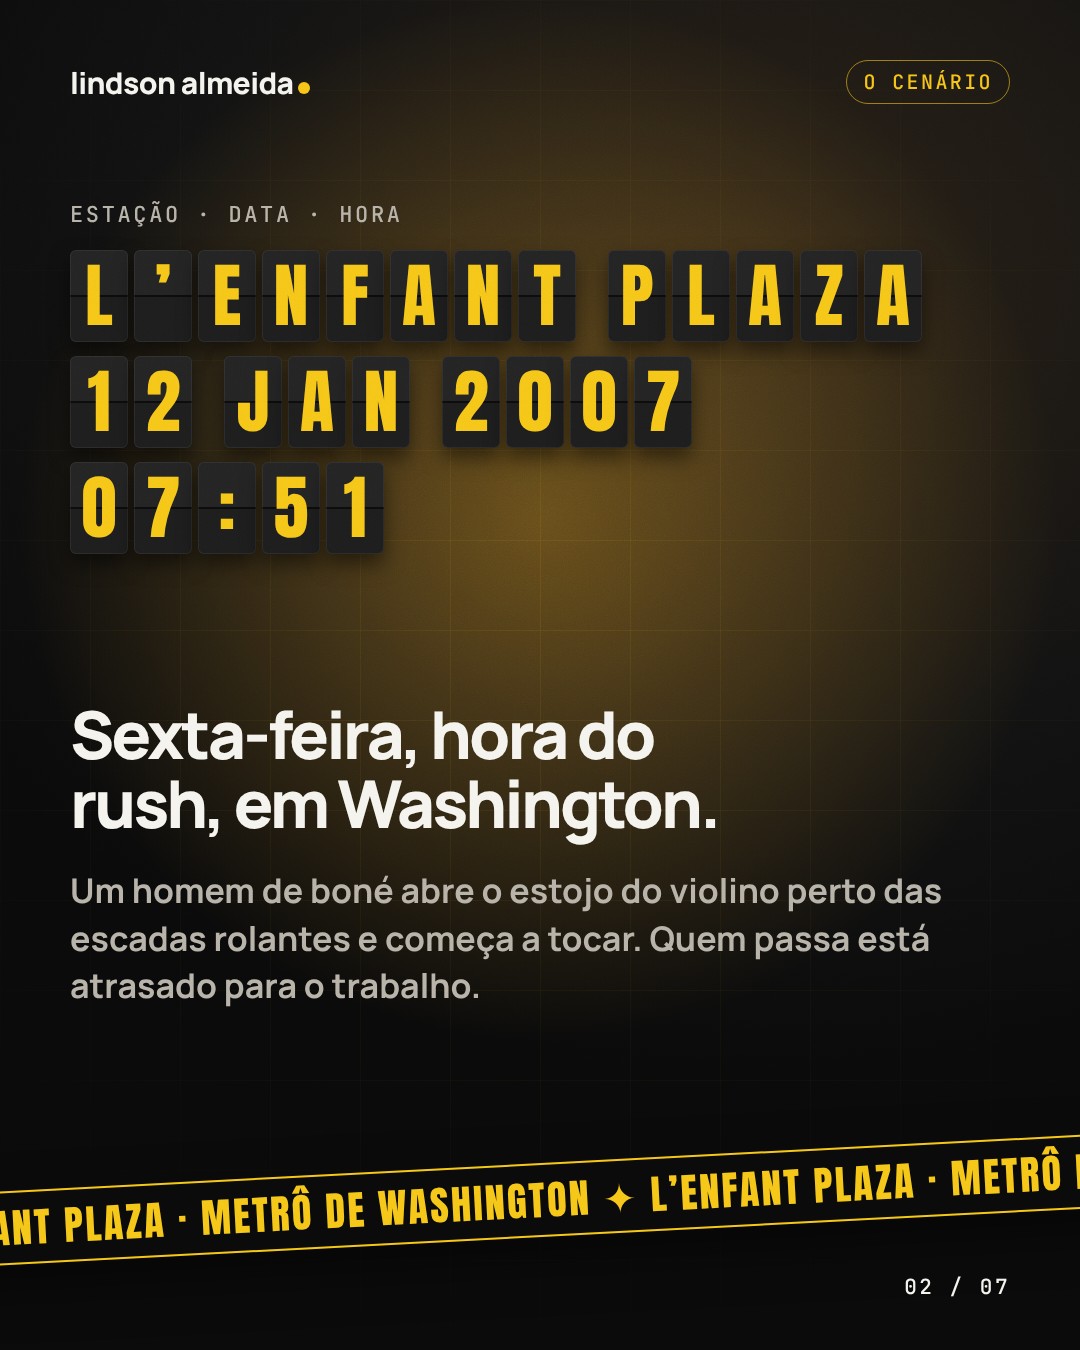 lindson almeida
O CENÁRIO
ESTAÇÃO · DATA · HORA
L’ENFANT PLAZA
12 JAN 2007
07:51
Sexta-feira, hora do
rush, em Washington.
Um homem de boné abre o estojo do violino perto das
escadas rolantes e começa a tocar. Quem passa está
atrasado para o trabalho.
PLAZA · METRÔ DE WASHINGTON ✦ L’ENFANT PLAZA · METRÔ
02 / 07